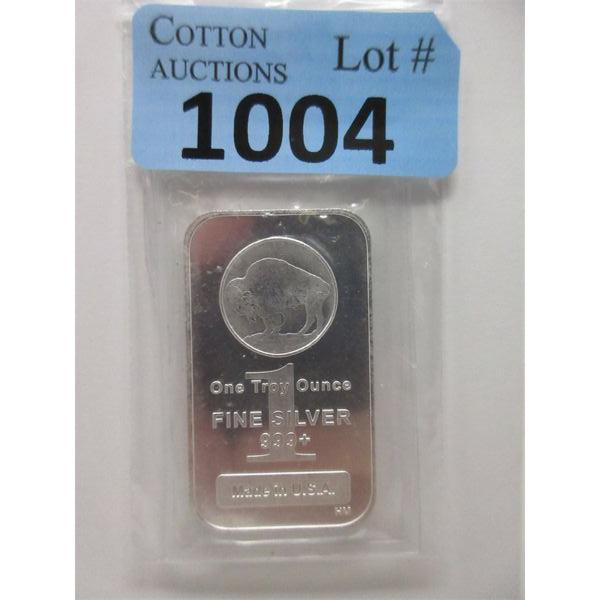 COTTON
AUCTIONS
Lot #
1004
One Troy Ounce
1
FINE SILVER
999+
Made in U.S.A.
HM